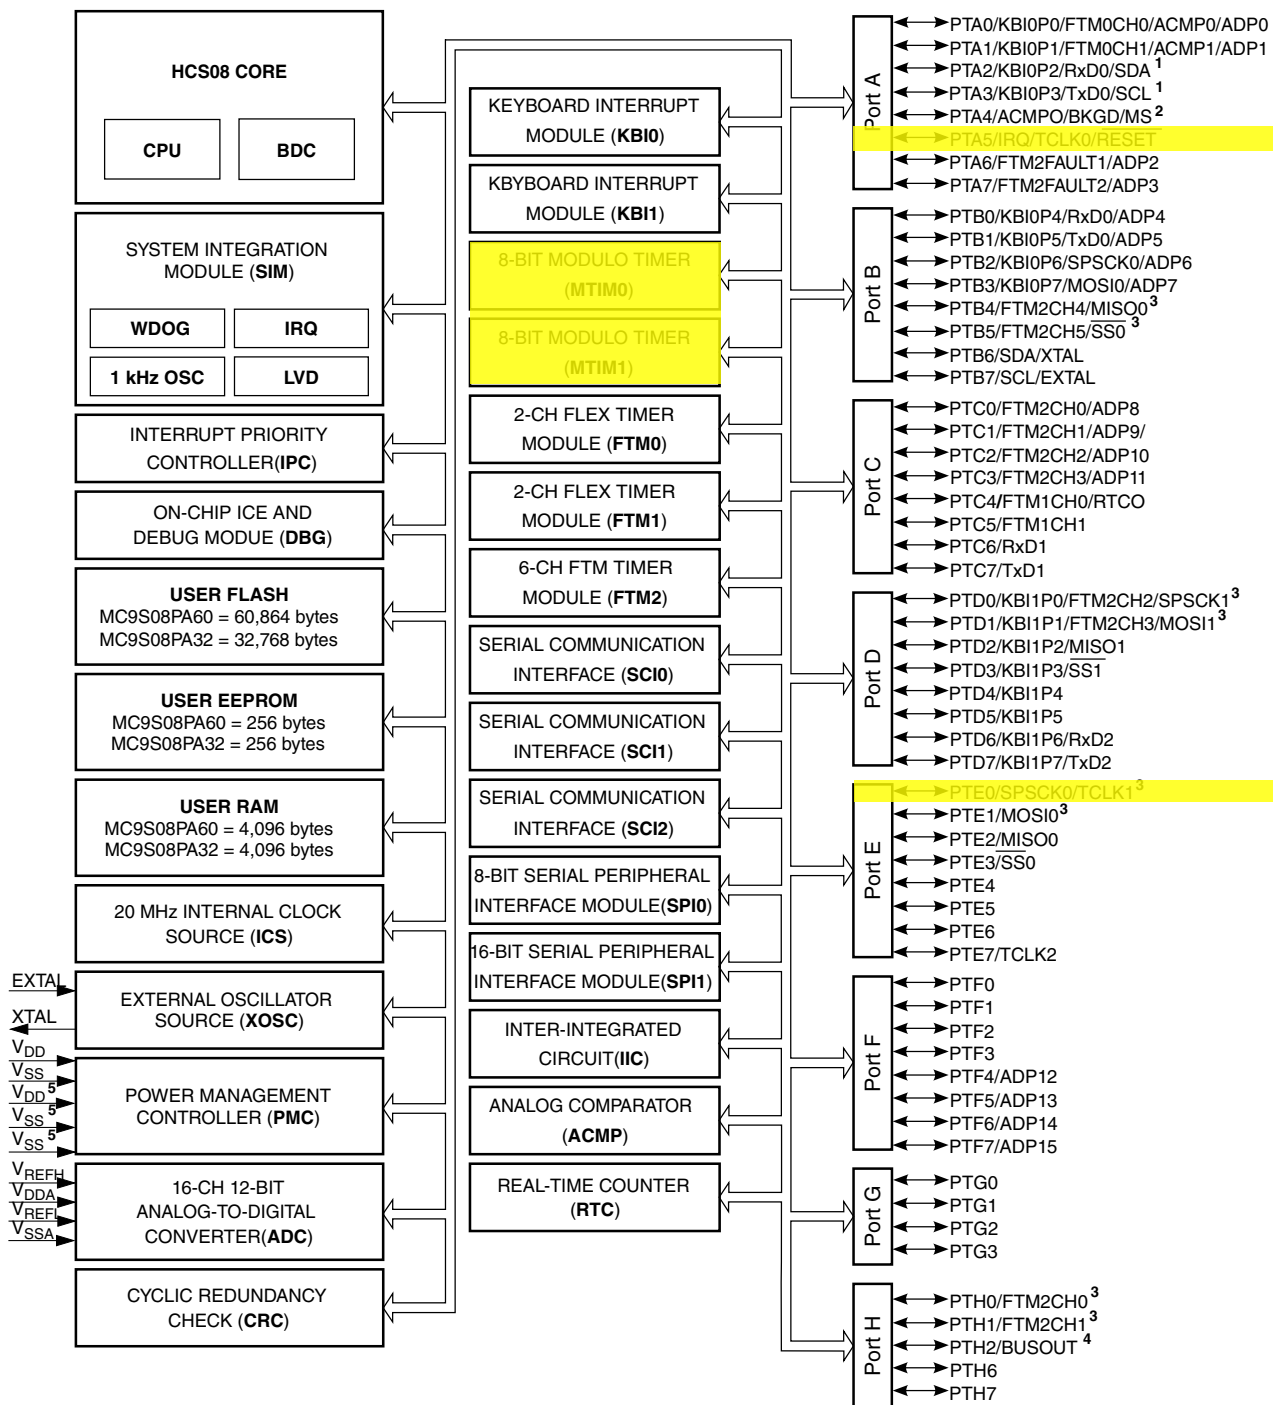 HCS08 CORE
CPU
BDC
SYSTEM INTEGRATION
MODULE (SIM)
WDOG
IRQ
1 kHz OSC
LVD
INTERRUPT PRIORITY
CONTROLLER(IPC)
ON-CHIP ICE AND
DEBUG MODUE (DBG)
USER FLASH
MC9S08PA60 = 60,864 bytes
MC9S08PA32 = 32,768 bytes
USER EEPROM
MC9S08PA60 = 256 bytes
MC9S08PA32 = 256 bytes
USER RAM
MC9S08PA60 = 4,096 bytes
MC9S08PA32 = 4,096 bytes
20 MHz INTERNAL CLOCK
SOURCE (ICS)
EXTAL
XTAL
EXTERNAL OSCILLATOR
SOURCE (XOSC)
VDD
VSS
VDD 5
VSS 5
VSS 5
POWER MANAGEMENT
CONTROLLER (PMC)
VREFH
VDDA
VREFL
VSSA
16-CH 12-BIT
ANALOG-TO-DIGITAL
CONVERTER(ADC)
CYCLIC REDUNDANCY
CHECK (CRC)
KEYBOARD INTERRUPT
MODULE (KBI0)
KBYBOARD INTERRUPT
MODULE (KBI1)
8-BIT MODULO TIMER
(MTIM0)
8-BIT MODULO TIMER
(MTIM1)
2-CH FLEX TIMER
MODULE (FTM0)
2-CH FLEX TIMER
MODULE (FTM1)
6-CH FTM TIMER
MODULE (FTM2)
SERIAL COMMUNICATION
INTERFACE (SCI0)
SERIAL COMMUNICATION
INTERFACE (SCI1)
SERIAL COMMUNICATION
INTERFACE (SCI2)
8-BIT SERIAL PERIPHERAL
INTERFACE MODULE(SPI0)
16-BIT SERIAL PERIPHERAL
INTERFACE MODULE(SPI1)
INTER-INTEGRATED
CIRCUIT(IIC)
ANALOG COMPARATOR
(ACMP)
REAL-TIME COUNTER
(RTC)
Port A
PTA0/KBI0P0/FTM0CH0/ACMP0/ADP0
PTA1/KBI0P1/FTM0CH1/ACMP1/ADP1
PTA2/KBI0P2/RxD0/SDA 1
PTA3/KBI0P3/TxD0/SCL 1
PTA4/ACMPO/BKGD/MS 2
PTA5/IRQ/TCLK0/RESET
PTA6/FTM2FAULT1/ADP2
PTA7/FTM2FAULT2/ADP3
Port B
PTB0/KBI0P4/RxD0/ADP4
PTB1/KBI0P5/TxD0/ADP5
PTB2/KBI0P6/SPSCK0/ADP6
PTB3/KBI0P7/MOSI0/ADP7
PTB4/FTM2CH4/MISO0 3
PTB5/FTM2CH5/SS0 3
PTB6/SDA/XTAL
PTB7/SCL/EXTAL
Port C
PTC0/FTM2CH0/ADP8
PTC1/FTM2CH1/ADP9/
PTC2/FTM2CH2/ADP10
PTC3/FTM2CH3/ADP11
PTC4/FTM1CH0/RTCO
PTC5/FTM1CH1
PTC6/RxD1
PTC7/TxD1
Port D
PTD0/KBI1P0/FTM2CH2/SPSCK1 3
PTD1/KBI1P1/FTM2CH3/MOSI1 3
PTD2/KBI1P2/MISO1
PTD3/KBI1P3/SS1
PTD4/KBI1P4
PTD5/KBI1P5
PTD6/KBI1P6/RxD2
PTD7/KBI1P7/TxD2
Port E
PTE0/SPSCK0/TCLK1 3
PTE1/MOSI0 3
PTE2/MISO0
PTE3/SS0
PTE4
PTE5
PTE6
PTE7/TCLK2
Port F
PTF0
PTF1
PTF2
PTF3
PTF4/ADP12
PTF5/ADP13
PTF6/ADP14
PTF7/ADP15
Port G
PTG0
PTG1
PTG2
PTG3
Port H
PTH0/FTM2CH0 3
PTH1/FTM2CH1 3
PTH2/BUSOUT 4
PTH6
PTH7